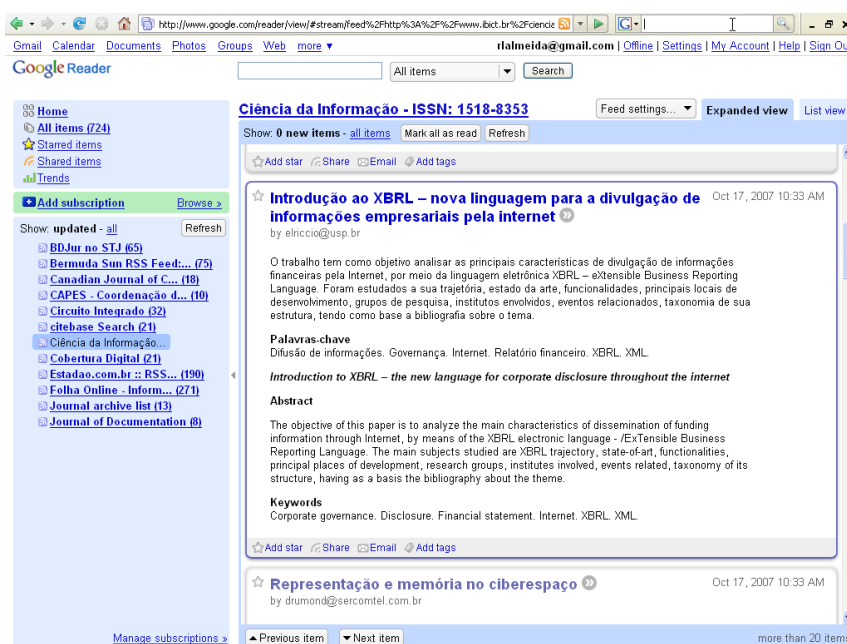 http://www.google.com/reader/view/#stream/feed%2Fhttp%3A%2F%2Fwww.ibict.br%2Fciencia
Gmail Calendar Documents Photos Groups Web more ▼
rlalmeida@gmail.com | Offline | Settings | My Account | Help | Sign Ou
Google Reader
All items
Search
Home
All items (724)
Starred items
Shared items
Trends
Add subscription Browse »
Show: updated - all Refresh
BDJur no STJ (65)
Bermuda Sun RSS Feed:... (75)
Canadian Journal of C... (18)
CAPES - Coordenação d... (10)
Circuito Integrado (32)
citebase Search (21)
Ciência da Informação...
Cobertura Digital (21)
Estadao.com.br :: RSS... (190)
Folha Online - Inform... (271)
Journal archive list (13)
Journal of Documentation (8)
Manage subscriptions »
Ciência da Informação - ISSN: 1518-8353
Feed settings... ▼ Expanded view List view
Show: 0 new items - all items Mark all as read Refresh
Add star Share Email Add tags
Introdução ao XBRL – nova linguagem para a divulgação de Oct 17, 2007 10:33 AM
informações empresariais pela internet
by elriccio@usp.br
O trabalho tem como objetivo analisar as principais características de divulgação de informações
financeiras pela Internet, por meio da linguagem eletrônica XBRL – eXtensible Business Reporting
Language. Foram estudados a sua trajetória, estado da arte, funcionalidades, principais locais de
desenvolvimento, grupos de pesquisa, institutos envolvidos, eventos relacionados, taxonomia de sua
estrutura, tendo como base a bibliografia sobre o tema.
Palavras-chave
Difusão de informações. Governança. Internet. Relatório financeiro. XBRL. XML.
Introduction to XBRL – the new language for corporate disclosure throughout the internet
Abstract
The objective of this paper is to analyze the main characteristics of dissemination of funding
information through Internet, by means of the XBRL electronic language - /ExTensible Business
Reporting Language. The main subjects studied are XBRL trajectory, state-of-art, functionalities,
principal places of development, research groups, institutes involved, events related, taxonomy of its
structure, having as a basis the bibliography about the theme.
Keywords
Corporate governance. Disclosure. Financial statement. Internet. XBRL. XML.
Add star Share Email Add tags
Representação e memória no ciberespaço Oct 17, 2007 10:33 AM
by drumond@sercomtel.com.br
Previous item Next item more than 20 items